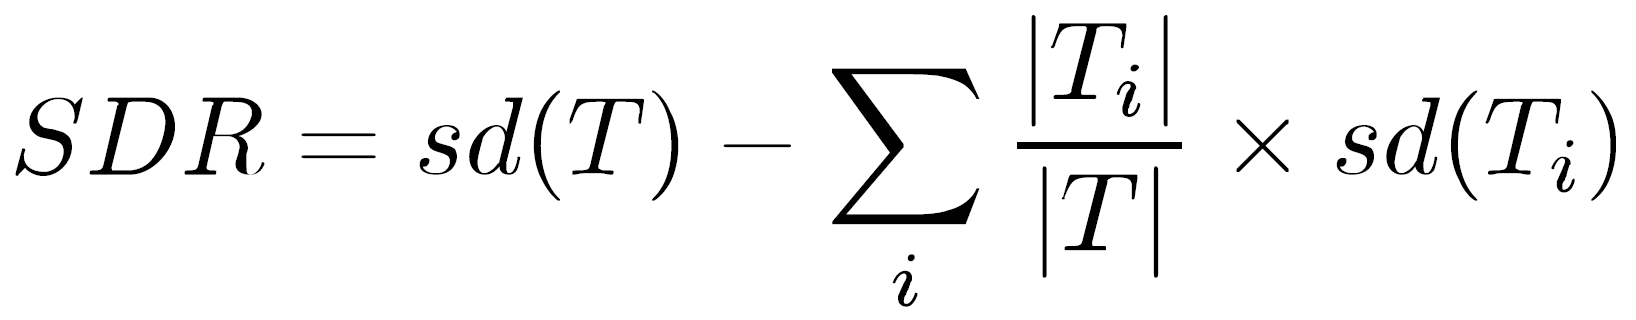 SDR = sd(T) − ∑_i |T_i|/|T| × sd(T_i)